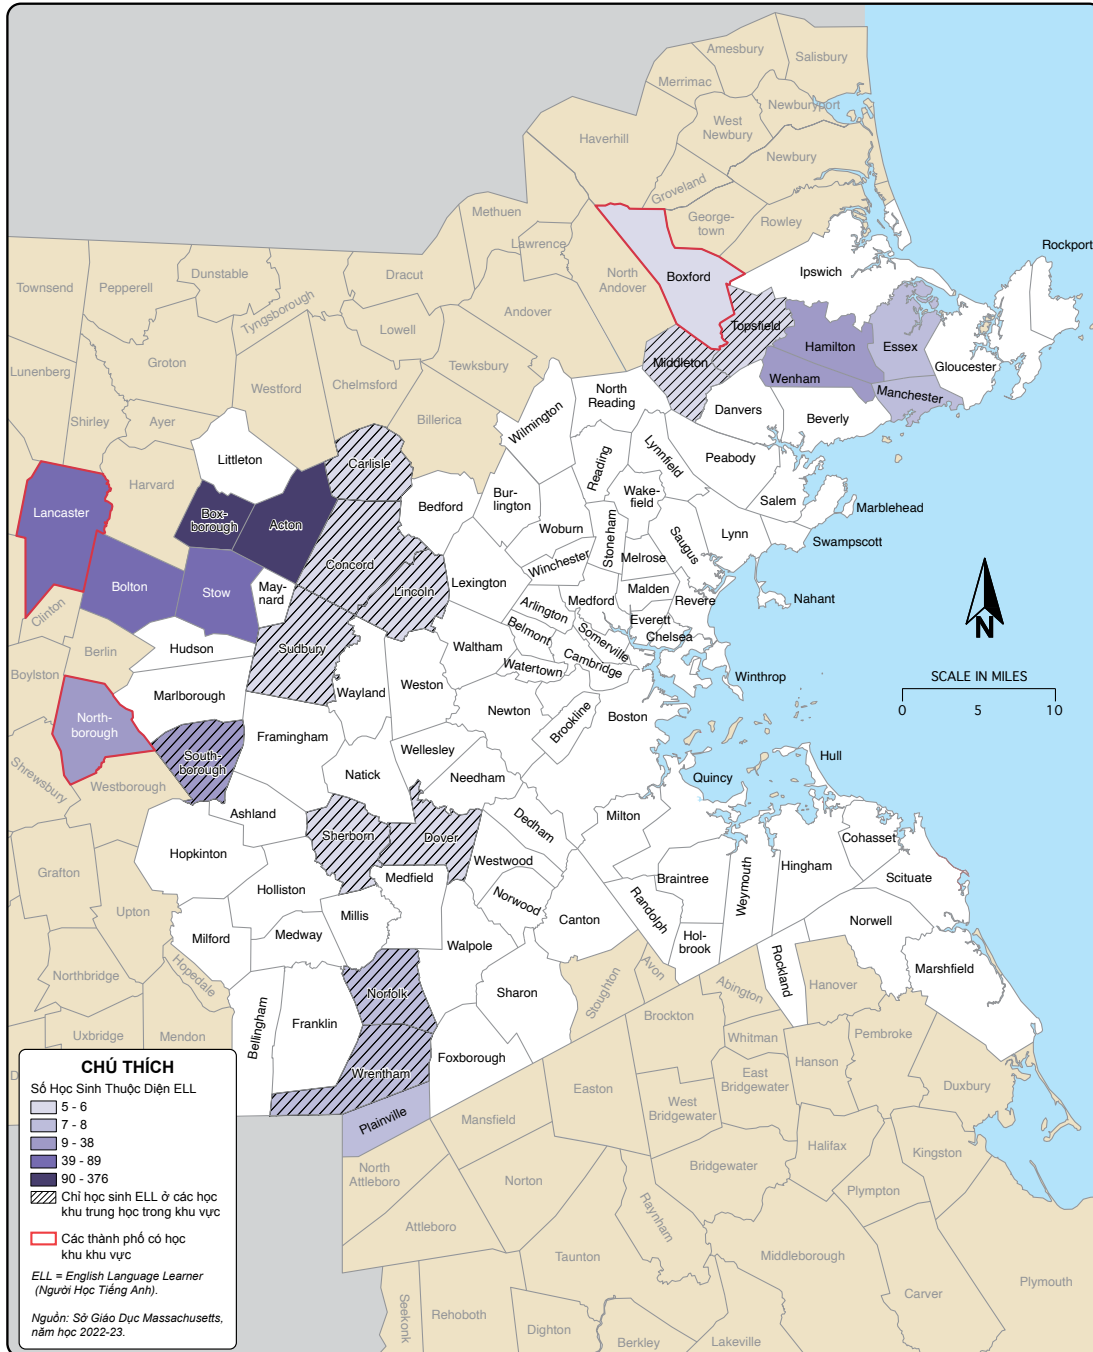 Amesbury
Salisbury
Merrimac
Newburyport
West
Newbury
Haverhill
Newbury
Groveland
Methuen
George-
town
Rowley
Lawrence
Rockport
Ipswich
Dunstable
Dracut
North
Andover
Boxford
Townsend
Pepperell
Tyngsborough
Andover
Lowell
Topsfield
Hamilton
Essex
Groton
Tewksbury
Middleton
Gloucester
Lunenberg
Westford
Chelmsford
Wenham
Manchester
North
Reading
Danvers
Beverly
Shirley
Ayer
Billerica
Wilmington
Littleton
Carlisle
Reading
Lynnfield
Peabody
Harvard
Bedford
Bur-
lington
Wake-
field
Salem
Marblehead
Lancaster
Box-
borough
Acton
Woburn
Stoneham
Saugus
Lynn
Swampscott
Concord
Winchester
Melrose
Bolton
Stow
May-
nard
Lincoln
Lexington
Malden
Medford
Revere
Nahant
Clinton
Arlington
Everett
Chelsea
N
Berlin
Hudson
Sudbury
Waltham
Belmont
Somerville
Cambridge
Boylston
Watertown
Winthrop
SCALE IN MILES
0 5 10
Marlborough
Wayland
Weston
Newton
Brookline
Boston
North-
borough
Framingham
Wellesley
Hull
Shrewsbury
Westborough
South-
borough
Natick
Needham
Quincy
Ashland
Milton
Dedham
Cohasset
Hopkinton
Sherborn
Dover
Westwood
Hingham
Grafton
Medfield
Braintree
Weymouth
Scituate
Holliston
Norwood
Randolph
Upton
Millis
Canton
Norwell
Milford
Medway
Walpole
Hol-
brook
Rockland
Marshfield
Northbridge
Hopedale
Norfolk
Sharon
Stoughton
Avon
Abington
Hanover
Uxbridge
Mendon
Bellingham
Franklin
Brockton
Whitman
Pembroke
Foxborough
Hanson
Wrentham
Easton
East
Bridgewater
Duxbury
West
Bridgewater
Plainville
Mansfield
Halifax
Kingston
North
Attleboro
Norton
Bridgewater
Plympton
Raynham
Attleboro
Taunton
Middleborough
Plymouth
Carver
Seekonk
Rehoboth
Dighton
Berkley
Lakeville
D
CHÚ THÍCH
Số Học Sinh Thuộc Diện ELL
5 - 6
7 - 8
9 - 38
39 - 89
90 - 376
Chỉ học sinh ELL ở các học
khu trung học trong khu vực
Các thành phố có học
khu khu vực
ELL = English Language Learner
(Người Học Tiếng Anh).
Nguồn: Sở Giáo Dục Massachusetts,
năm học 2022-23.